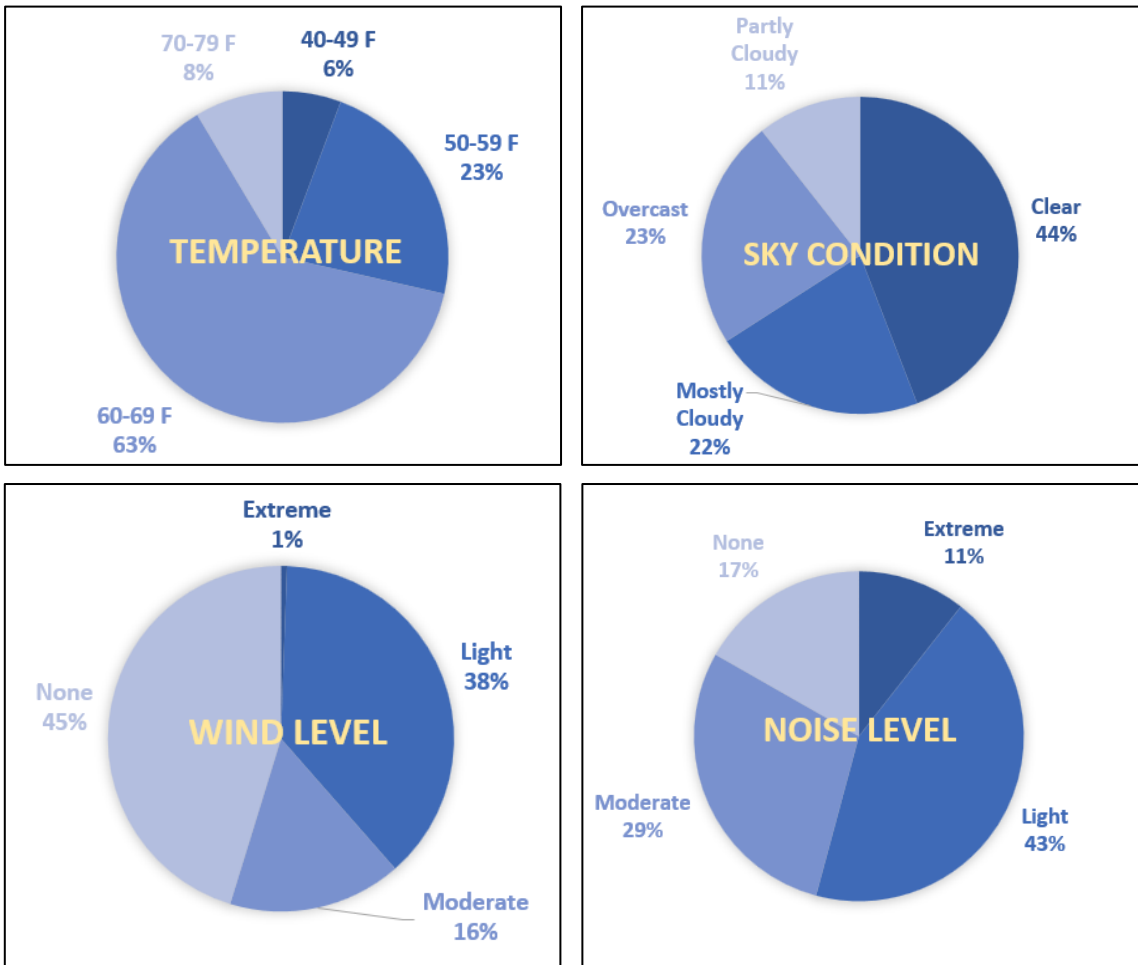 70-79 F
8%
40-49 F
6%
50-59 F
23%
TEMPERATURE
60-69 F
63%
Partly
Cloudy
11%
Clear
44%
Overcast
23%
SKY CONDITION
Mostly
Cloudy
22%
Extreme
1%
Light
38%
None
45%
WIND LEVEL
Moderate
16%
Extreme
11%
None
17%
NOISE LEVEL
Moderate
29%
Light
43%